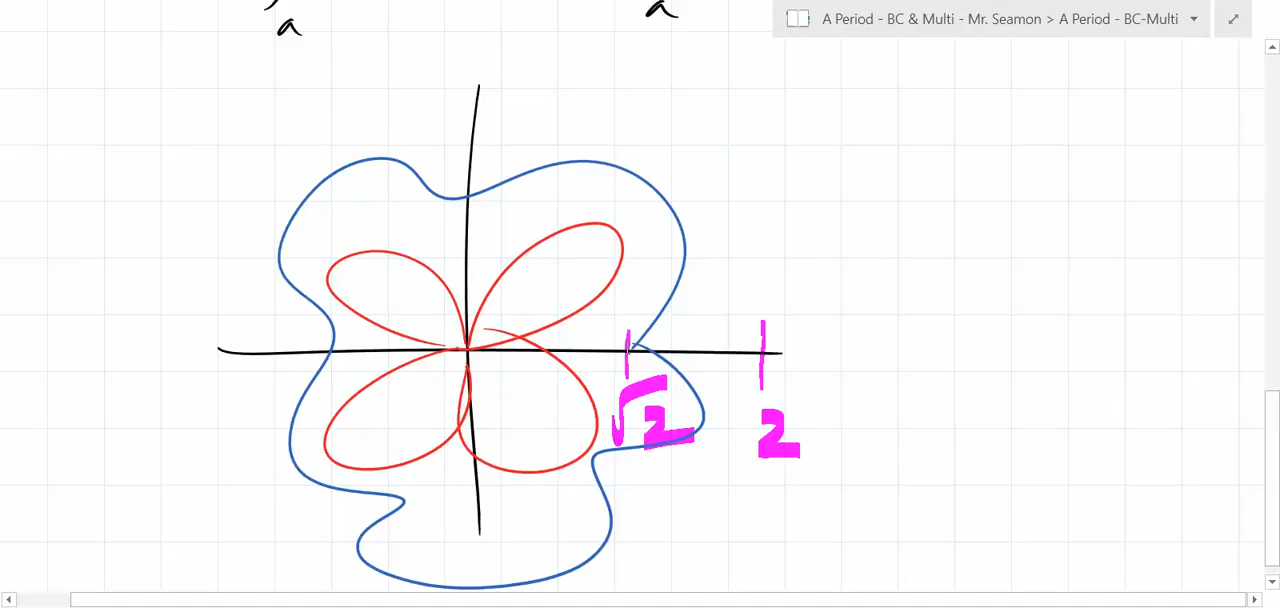 a
a
A Period - BC & Multi - Mr. Seamon > A Period - BC-Multi
√2
2